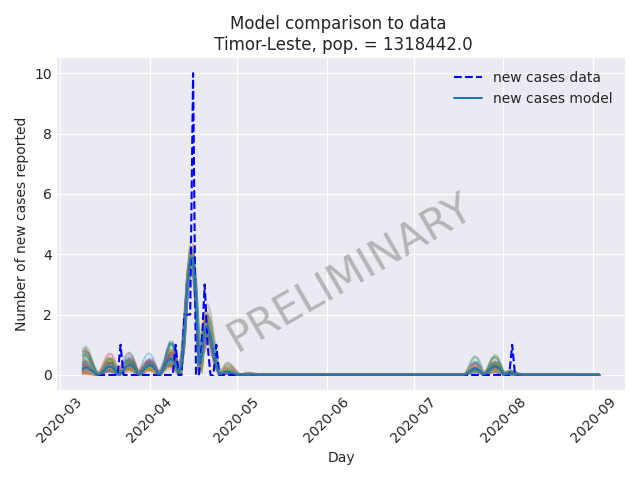 Model comparison to data
Timor-Leste, pop. = 1318442.0
Number of new cases reported
10
8
6
4
2
0
new cases data
new cases model
PRELIMINARY
2020-03
2020-04
2020-05
2020-06
2020-07
2020-08
2020-09
Day